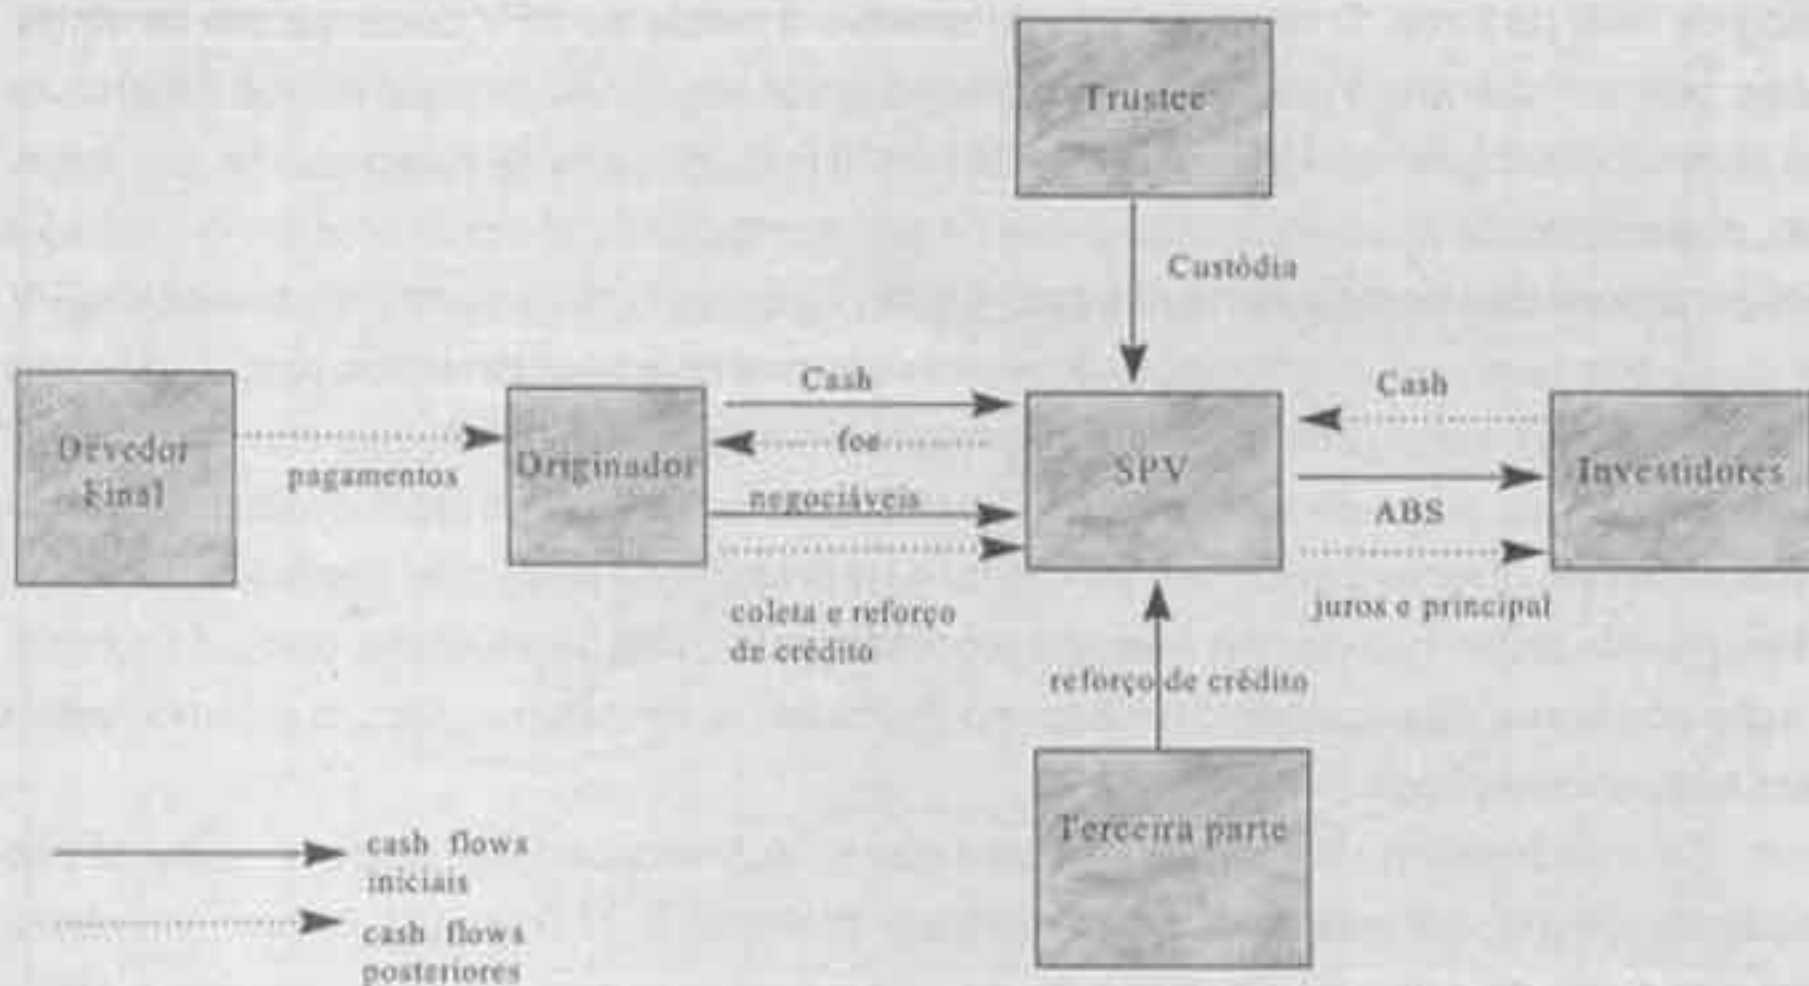 Trustee
Custódia
Cash
Cash
Devedor
Final
pagamentos
Originador
fee
negociáveis
SPV
Investidores
ABS
coleta e reforço
de crédito
juros e principal
reforço de crédito
Terceira parte
cash flows
iniciais
cash flows
posteriores